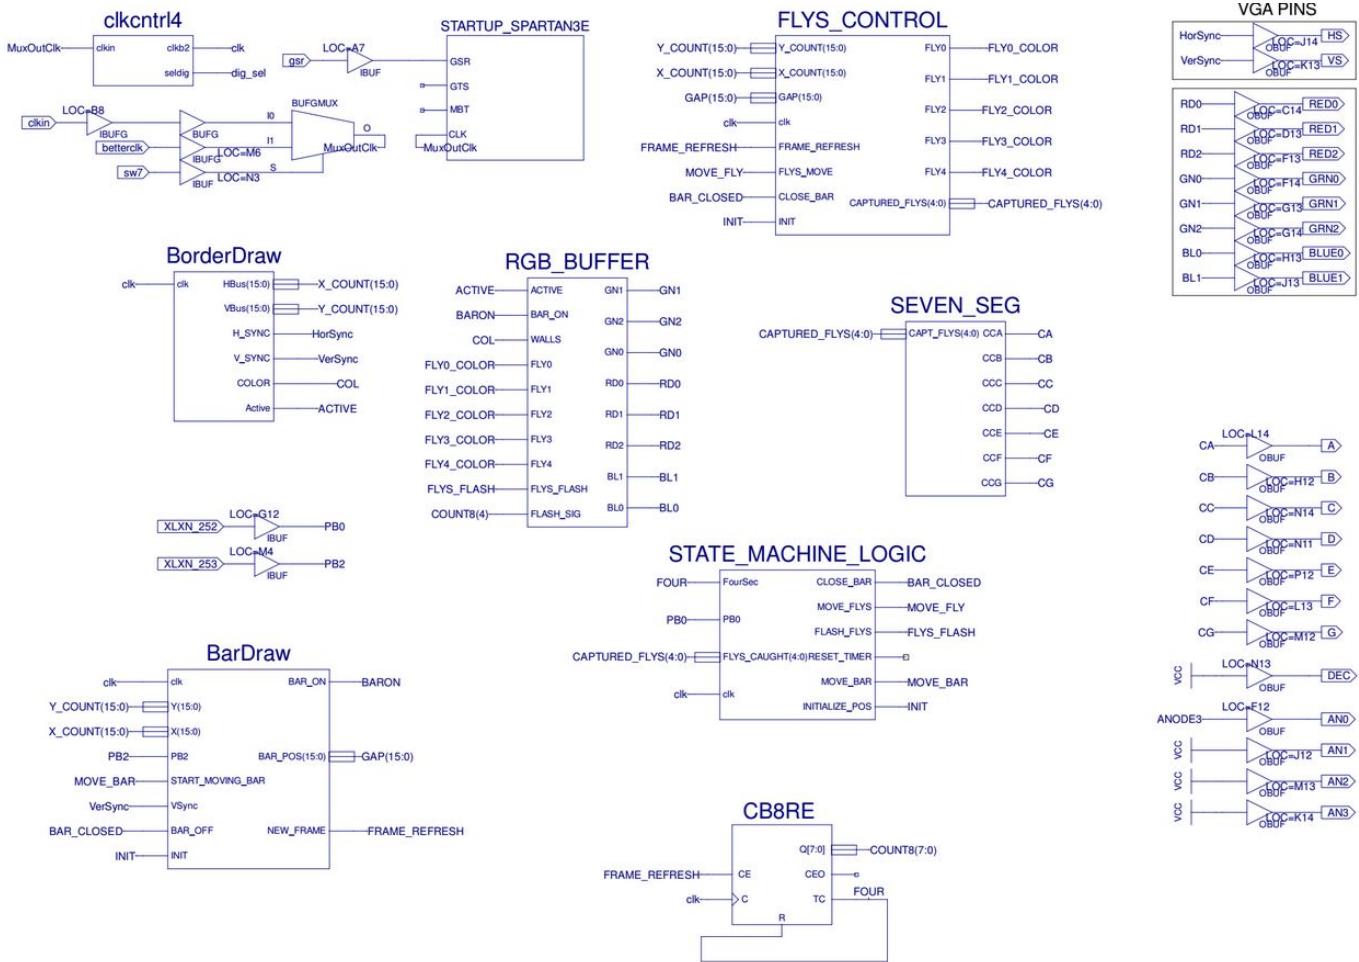 clkcntrl4
MuxOutClk
clkin
clkb2
clk
seldig
dig_sel
clkin
LOC=B8
IBUFG
BUFG
I0
BUFGMUX
betterclk
IBUFG
LOC=M6
I1
O
MuxOutClk
sw7
IBUF
LOC=N3
S
STARTUP_SPARTAN3E
gsr
LOC=A7
IBUF
GSR
GTS
MBT
CLK
MuxOutClk
FLYS_CONTROL
Y_COUNT(15:0) Y_COUNT(15:0) FLY0 FLY0_COLOR
X_COUNT(15:0) X_COUNT(15:0) FLY1 FLY1_COLOR
GAP(15:0) GAP(15:0) FLY2 FLY2_COLOR
clk clk
FRAME_REFRESH FRAME_REFRESH FLY3 FLY3_COLOR
MOVE_FLY FLYS_MOVE FLY4 FLY4_COLOR
BAR_CLOSED CLOSE_BAR CAPTURED_FLYS(4:0) CAPTURED_FLYS(4:0)
INIT INIT
VGA PINS
HorSync OBUF LOC=J14 HS
VerSync OBUF LOC=K13 VS
RD0 OBUF LOC=C14 RED0
RD1 OBUF LOC=D13 RED1
RD2 OBUF LOC=F13 RED2
GN0 OBUF LOC=F14 GRN0
GN1 OBUF LOC=G13 GRN1
GN2 OBUF LOC=G14 GRN2
BL0 OBUF LOC=H13 BLUE0
BL1 OBUF LOC=J13 BLUE1
BorderDraw
clk clk HBus(15:0) X_COUNT(15:0)
VBus(15:0) Y_COUNT(15:0)
H_SYNC HorSync
V_SYNC VerSync
COLOR COL
Active ACTIVE
RGB_BUFFER
ACTIVE ACTIVE GN1 GN1
BARON BAR_ON GN2 GN2
COL WALLS GN0 GN0
FLY0_COLOR FLY0 RD0 RD0
FLY1_COLOR FLY1
FLY2_COLOR FLY2 RD1 RD1
FLY3_COLOR FLY3 RD2 RD2
FLY4_COLOR FLY4 BL1 BL1
FLYS_FLASH FLYS_FLASH
COUNT8(4) FLASH_SIG BL0 BL0
SEVEN_SEG
CAPTURED_FLYS(4:0) CAPT_FLYS(4:0) CCA CA
CCB CB
CCC CC
CCD CD
CCE CE
CCF CF
CCG CG
CA LOC=L14 OBUF A
CB OBUF LOC=H12 B
CC OBUF LOC=N14 C
CD OBUF LOC=N11 D
CE OBUF LOC=P12 E
CF OBUF LOC=L13 F
CG OBUF LOC=M12 G
VCC LOC=N13 OBUF DEC
ANODE3 LOC=F12 OBUF AN0
VCC OBUF LOC=J12 AN1
VCC OBUF LOC=M13 AN2
VCC OBUF LOC=K14 AN3
XLXN_252 LOC=G12 IBUF PB0
XLXN_253 LOC=M4 IBUF PB2
STATE_MACHINE_LOGIC
FOUR FourSec CLOSE_BAR BAR_CLOSED
MOVE_FLYS MOVE_FLY
PB0 PB0 FLASH_FLYS FLYS_FLASH
CAPTURED_FLYS(4:0) FLYS_CAUGHT(4:0) RESET_TIMER
MOVE_BAR MOVE_BAR
clk clk INITIALIZE_POS INIT
BarDraw
clk clk BAR_ON BARON
Y_COUNT(15:0) Y(15:0)
X_COUNT(15:0) X(15:0)
PB2 PB2 BAR_POS(15:0) GAP(15:0)
MOVE_BAR START_MOVING_BAR
VerSync VSync
BAR_CLOSED BAR_OFF NEW_FRAME FRAME_REFRESH
INIT INIT
CB8RE
Q[7:0] COUNT8(7:0)
FRAME_REFRESH CE CEO
clk C TC FOUR
R